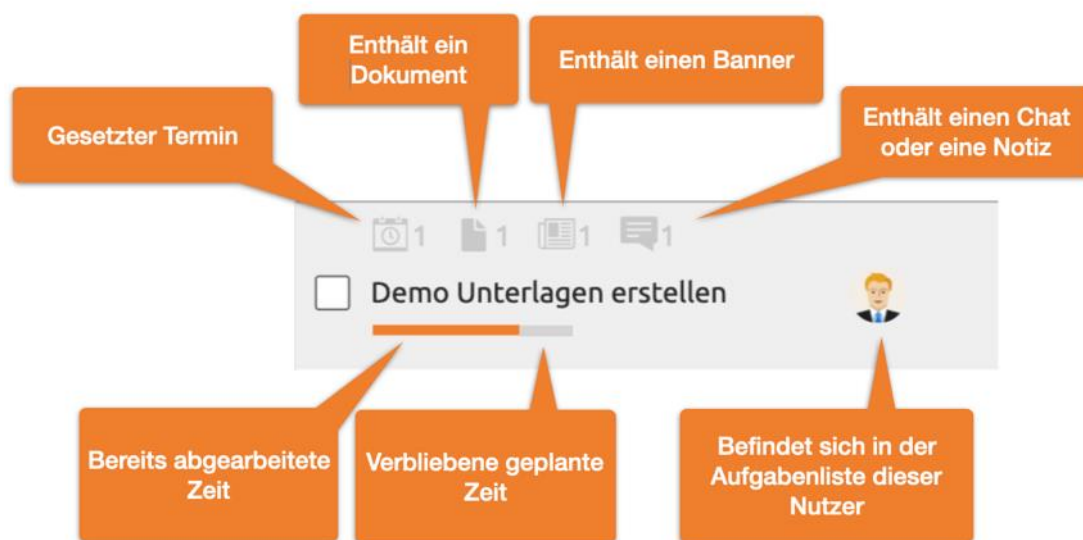 Enthält ein
Dokument
Enthält einen Banner
Gesetzter Termin
Enthält einen Chat
oder eine Notiz
1 1 1 1
Demo Unterlagen erstellen
Bereits abgearbeitete
Zeit
Verbliebene geplante
Zeit
Befindet sich in der
Aufgabenliste dieser
Nutzer